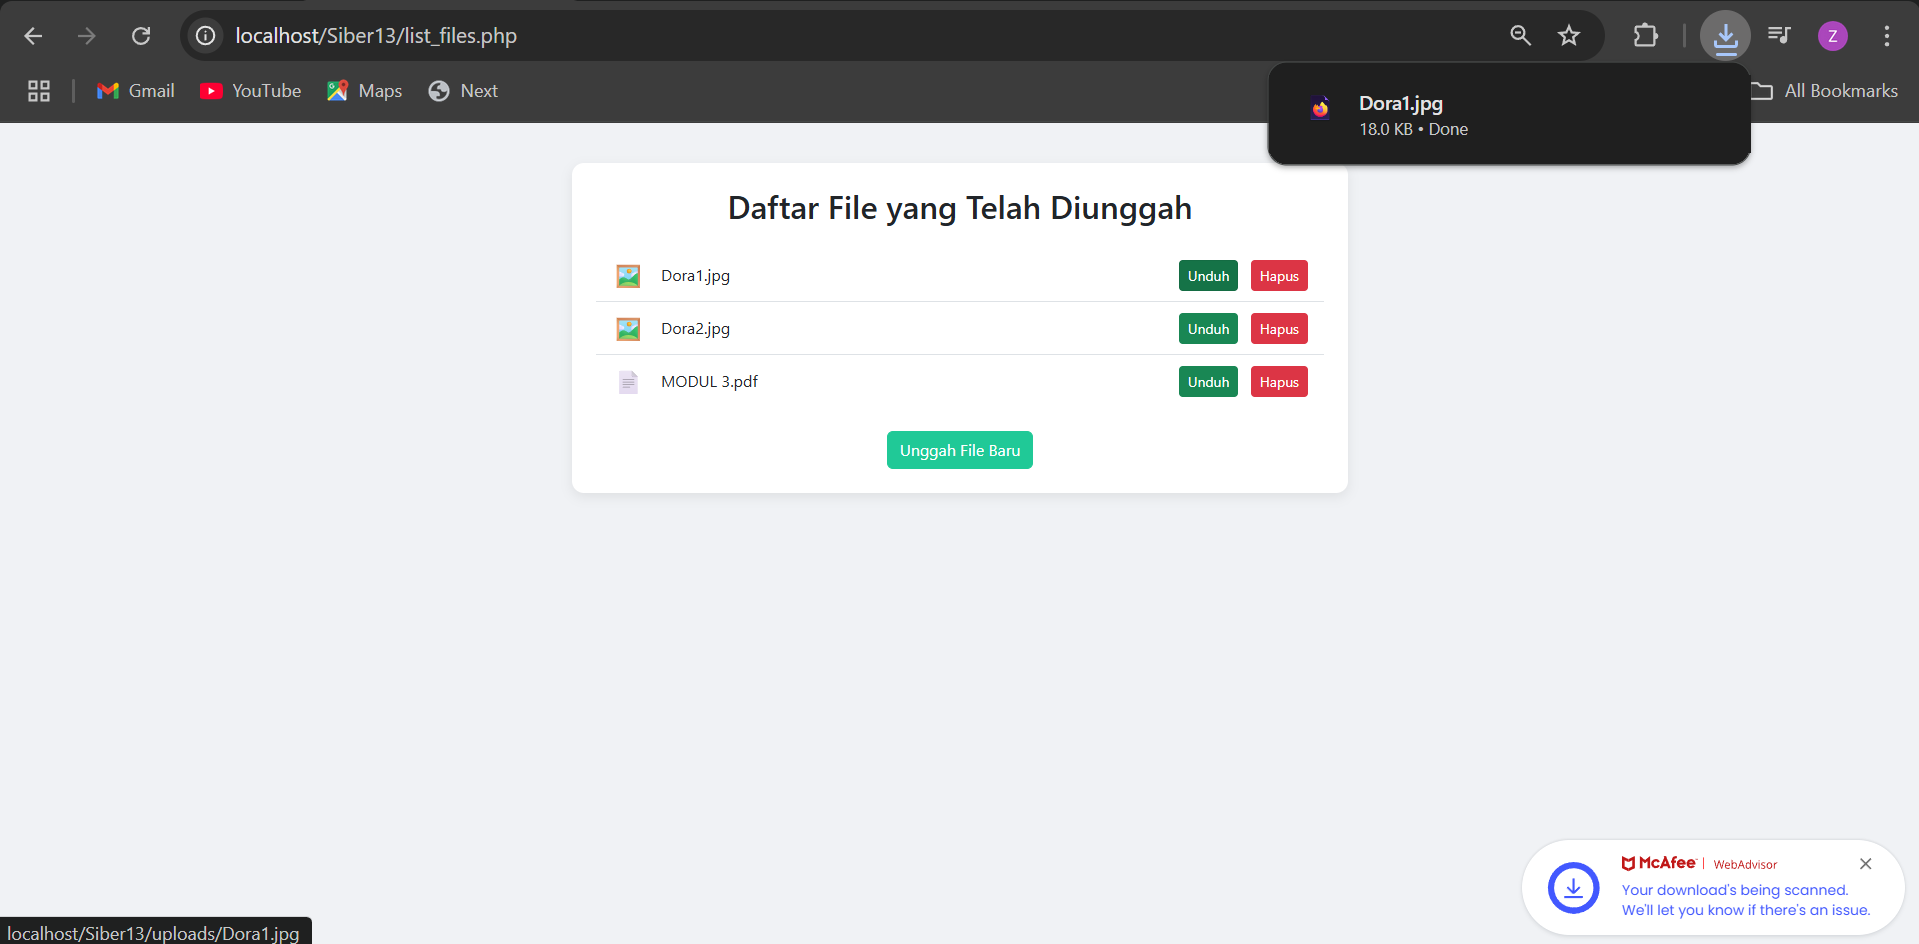 localhost/Siber13/list_files.php
Z
Gmail
YouTube
Maps
Next
All Bookmarks
Dora1.jpg
18.0 KB • Done
Daftar File yang Telah Diunggah
Dora1.jpg Unduh Hapus
Dora2.jpg Unduh Hapus
MODUL 3.pdf Unduh Hapus
Unggah File Baru
McAfee | WebAdvisor
Your download's being scanned.
We'll let you know if there's an issue.
localhost/Siber13/uploads/Dora1.jpg